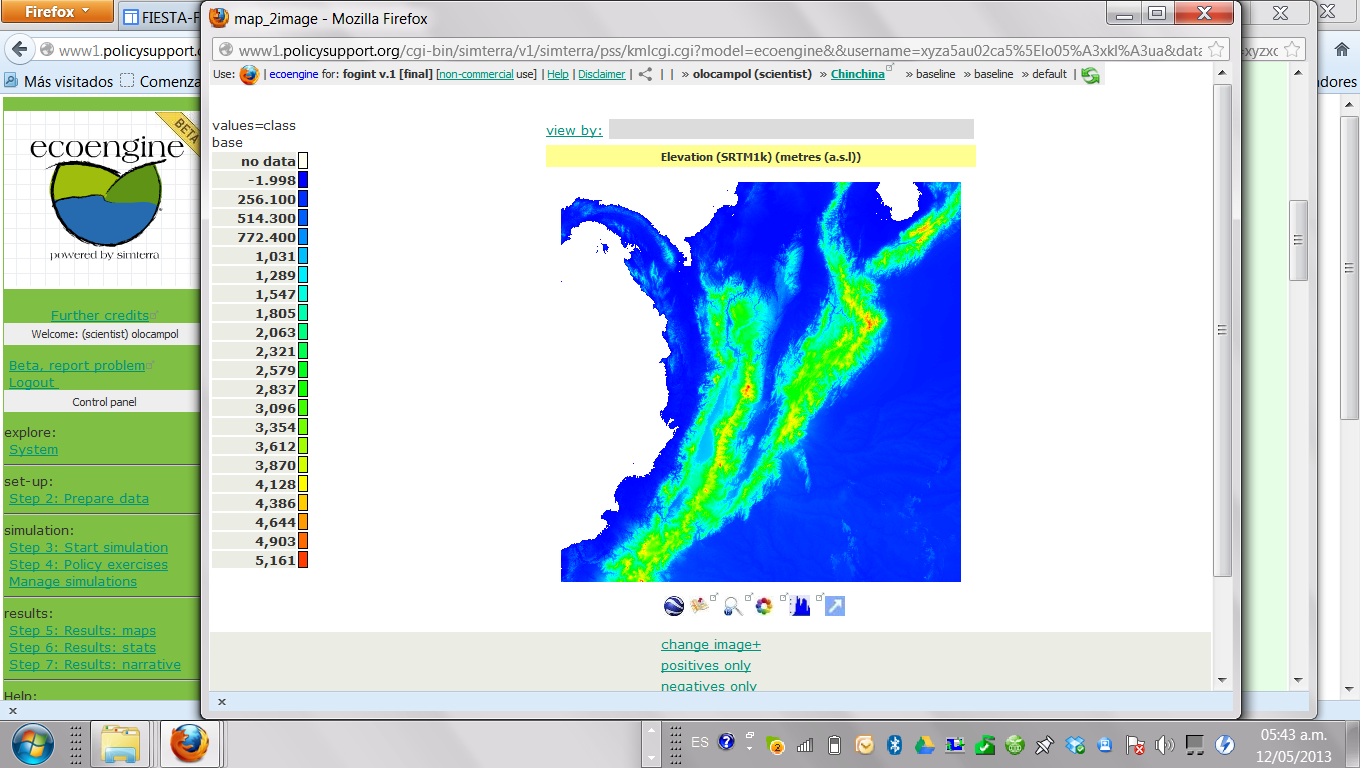 Firefox
FIESTA-F
map_2image - Mozilla Firefox
www1.policysupport.o
www1.policysupport.org/cgi-bin/simterra/v1/simterra/pss/kmlcgi.cgi?model=ecoengine&&username=xyza5au02ca5%5Elo05%A3xkl%A3ua&data
Más visitados
Comenza
adores
Use: | ecoengine for: fogint v.1 [final] [non-commercial use] | Help | Disclaimer | | | » olocampol (scientist) » Chinchina » baseline » baseline » default |
BETA
ecoengine
powered by simterra
Further credits
Welcome: (scientist) olocampol
Beta, report problem
Logout
Control panel
explore:
System
set-up:
Step 2: Prepare data
simulation:
Step 3: Start simulation
Step 4: Policy exercises
Manage simulations
results:
Step 5: Results: maps
Step 6: Results: stats
Step 7: Results: narrative
Help:
x
values=class
base
no data
-1.998
256.100
514.300
772.400
1,031
1,289
1,547
1,805
2,063
2,321
2,579
2,837
3,096
3,354
3,612
3,870
4,128
4,386
4,644
4,903
5,161
view by:
Elevation (SRTM1k) (metres (a.s.l))
change image+
positives only
negatives only
x
ES
2
05:43 a.m.
12/05/2013